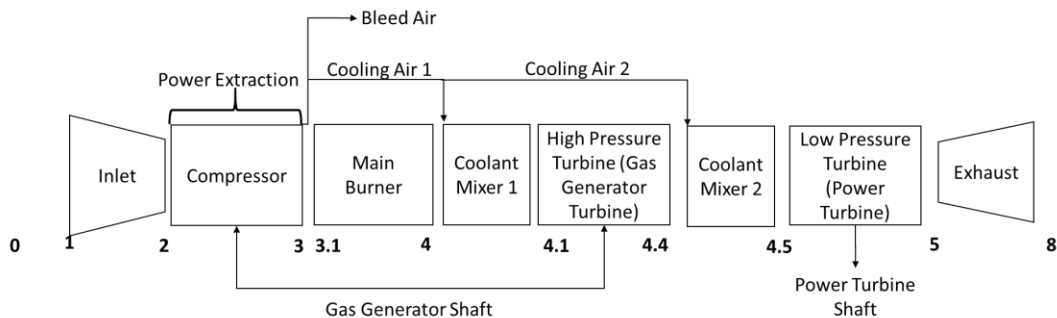 Bleed Air
Cooling Air 1
Cooling Air 2
Power Extraction
Inlet
Compressor
Main
Burner
Coolant
Mixer 1
High Pressure
Turbine (Gas
Generator
Turbine)
Coolant
Mixer 2
Low Pressure
Turbine
(Power
Turbine)
Exhaust
0
1
2
3
3.1
4
4.1
4.4
4.5
5
8
Gas Generator Shaft
Power Turbine
Shaft